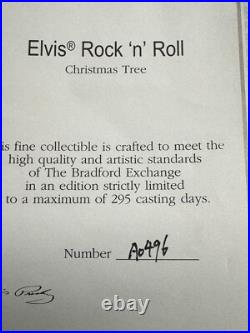 Elvis® Rock 'n' Roll
Christmas Tree
is fine collectible is crafted to meet the
high quality and artistic standards
of The Bradford Exchange
in an edition strictly limited
to a maximum of 295 casting days.
Number A0496